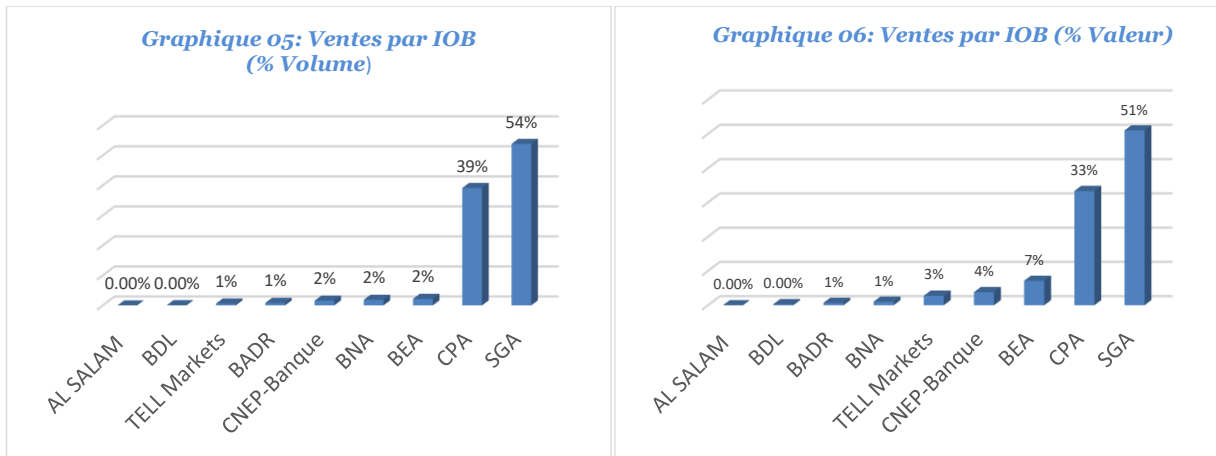 Graphique 05: Ventes par IOB
(% Volume)
0.00%
0.00%
1%
1%
2%
2%
2%
39%
54%
AL SALAM
BDL
TELL Markets
BADR
CNEP-Banque
BNA
BEA
CPA
SGA
Graphique 06: Ventes par IOB (% Valeur)
0.00%
0.00%
1%
1%
3%
4%
7%
33%
51%
AL SALAM
BDL
BADR
BNA
TELL Markets
CNEP-Banque
BEA
CPA
SGA